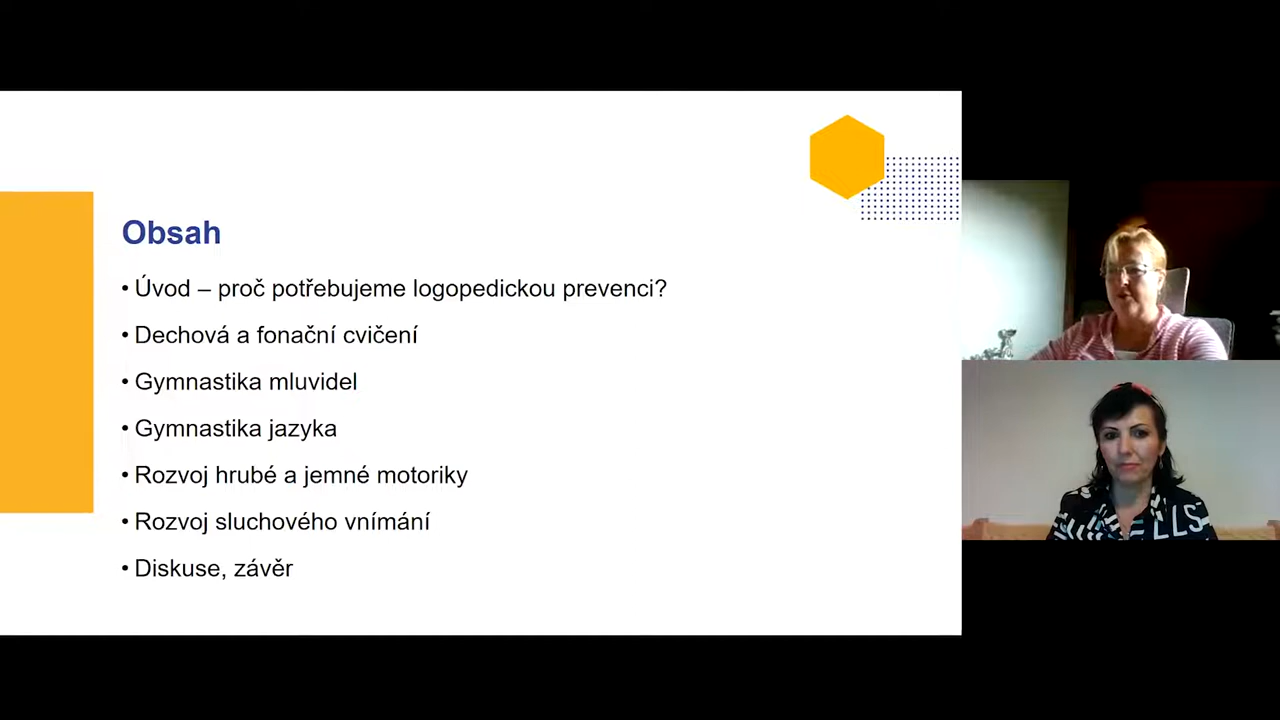 Obsah
• Úvod – proč potřebujeme logopedickou prevenci?
• Dechová a fonační cvičení
• Gymnastika mluvidel
• Gymnastika jazyka
• Rozvoj hrubé a jemné motoriky
• Rozvoj sluchového vnímání
• Diskuse, závěr